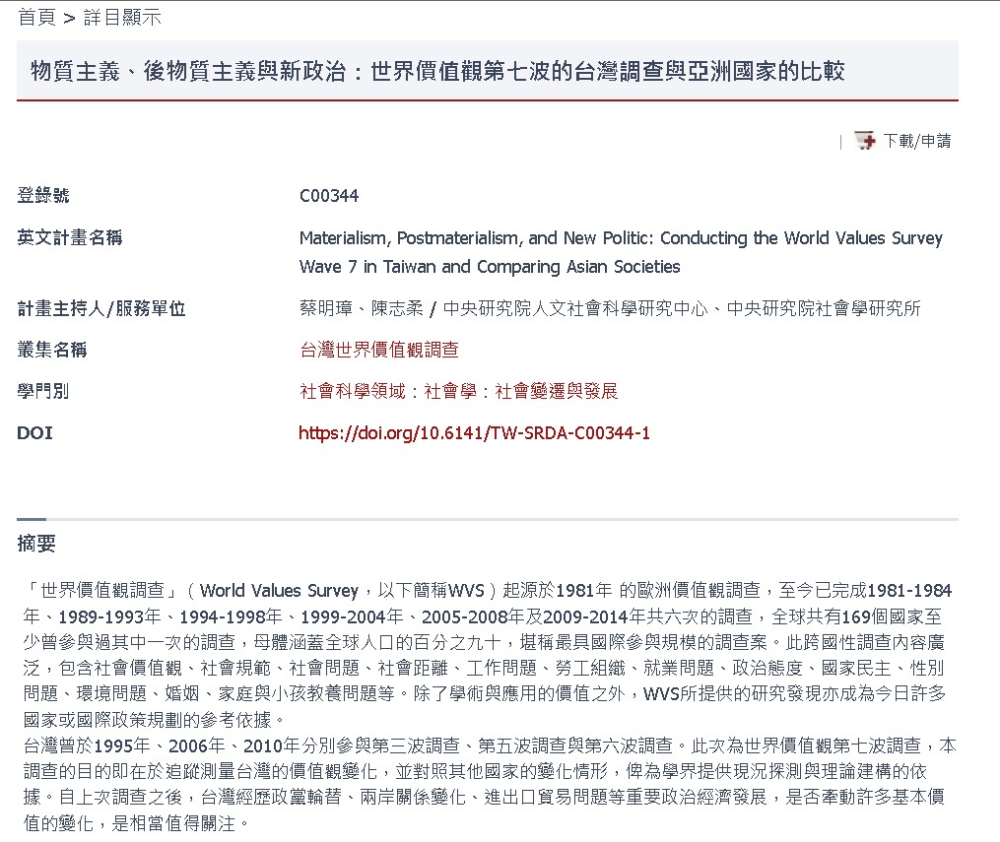 首頁 > 詳目顯示
物質主義、後物質主義與新政治：世界價值觀第七波的台灣調查與亞洲國家的比較
| 下載/申請
登錄號 C00344
英文計畫名稱 Materialism, Postmaterialism, and New Politic: Conducting the World Values Survey
Wave 7 in Taiwan and Comparing Asian Societies
計畫主持人/服務單位 蔡明璋、陳志柔 / 中央研究院人文社會科學研究中心、中央研究院社會學研究所
叢集名稱 台灣世界價值觀調查
學門別 社會科學領域：社會學：社會變遷與發展
DOI https://doi.org/10.6141/TW-SRDA-C00344-1
摘要
「世界價值觀調查」（World Values Survey，以下簡稱WVS）起源於1981年 的歐洲價值觀調查，至今已完成1981-1984
年、1989-1993年、1994-1998年、1999-2004年、2005-2008年及2009-2014年共六次的調查，全球共有169個國家至
少曾參與過其中一次的調查，母體涵蓋全球人口的百分之九十，堪稱最具國際參與規模的調查案。此跨國性調查內容廣
泛，包含社會價值觀、社會規範、社會問題、社會距離、工作問題、勞工組織、就業問題、政治態度、國家民主、性別
問題、環境問題、婚姻、家庭與小孩教養問題等。除了學術與應用的價值之外，WVS所提供的研究發現亦成為今日許多
國家或國際政策規劃的參考依據。
台灣曾於1995年、2006年、2010年分別參與第三波調查、第五波調查與第六波調查。此次為世界價值觀第七波調查，本
調查的目的即在於追蹤測量台灣的價值觀變化，並對照其他國家的變化情形，俾為學界提供現況探測與理論建構的依
據。自上次調查之後，台灣經歷政黨輪替、兩岸關係變化、進出口貿易問題等重要政治經濟發展，是否牽動許多基本價
值的變化，是相當值得關注。